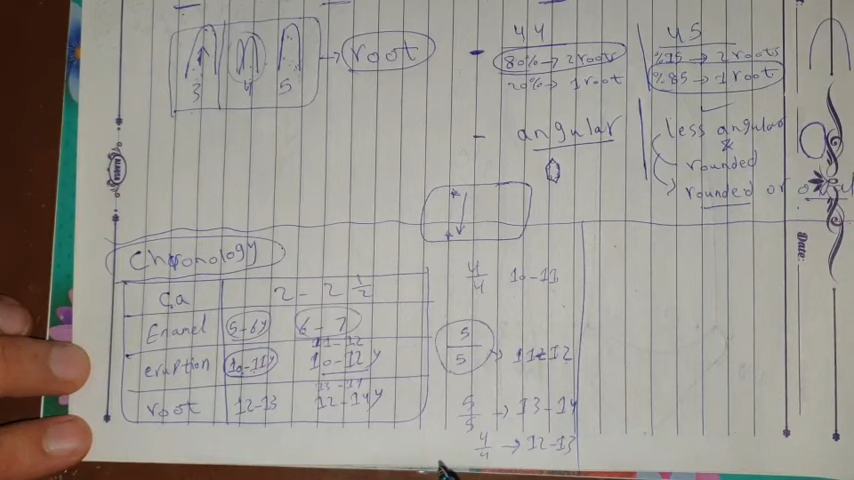 44
45
80% → 2 roots
20% → 1 root
%15 → 2 roots
%85 → 1 root
→ root
3 4 5
angular
less angular
&
rounded
→ rounded or
Chronology
Ca 2 - 2 1/2
Enamel 5-6y 6-7
11-12
eruption 10-11y 10-12y
13-14
root 12-13 12-14y
4/4 10-11
5/5 → 11-12
5/5 → 13-14
4/4 → 12-13
Date: